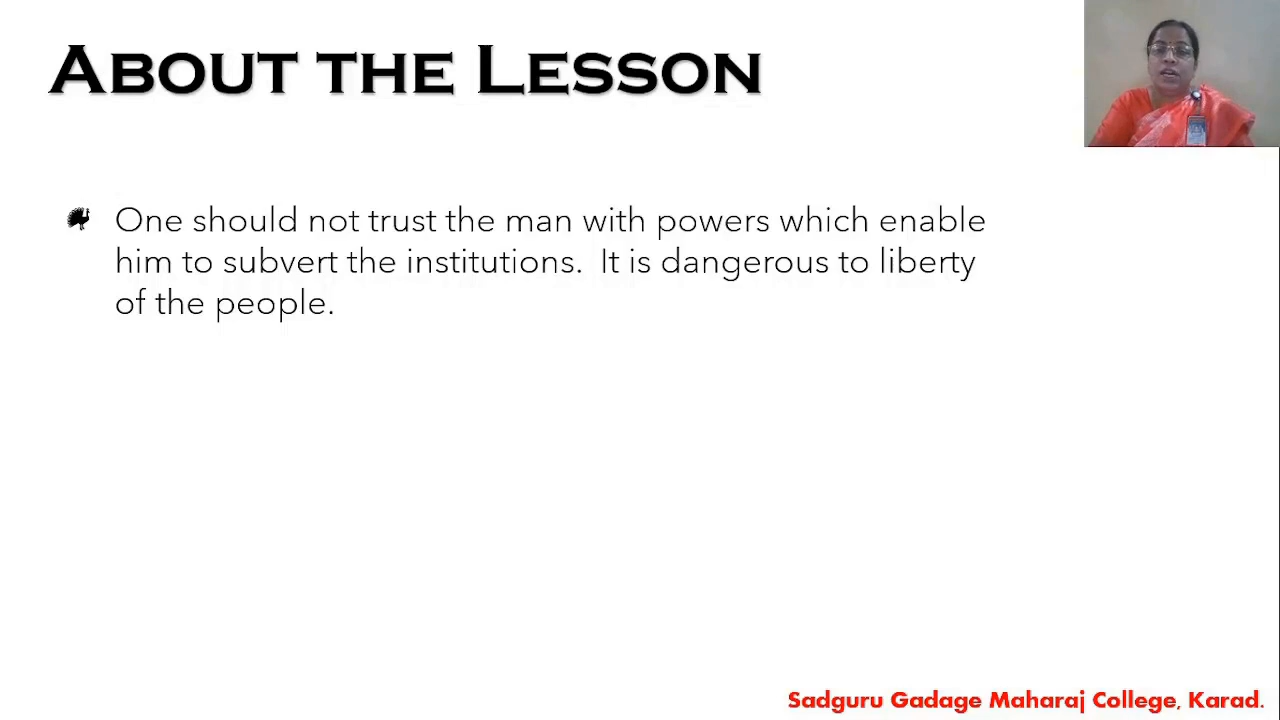 ABOUT THE LESSON
One should not trust the man with powers which enable
him to subvert the institutions. It is dangerous to liberty
of the people.
Sadguru Gadage Maharaj College, Karad.